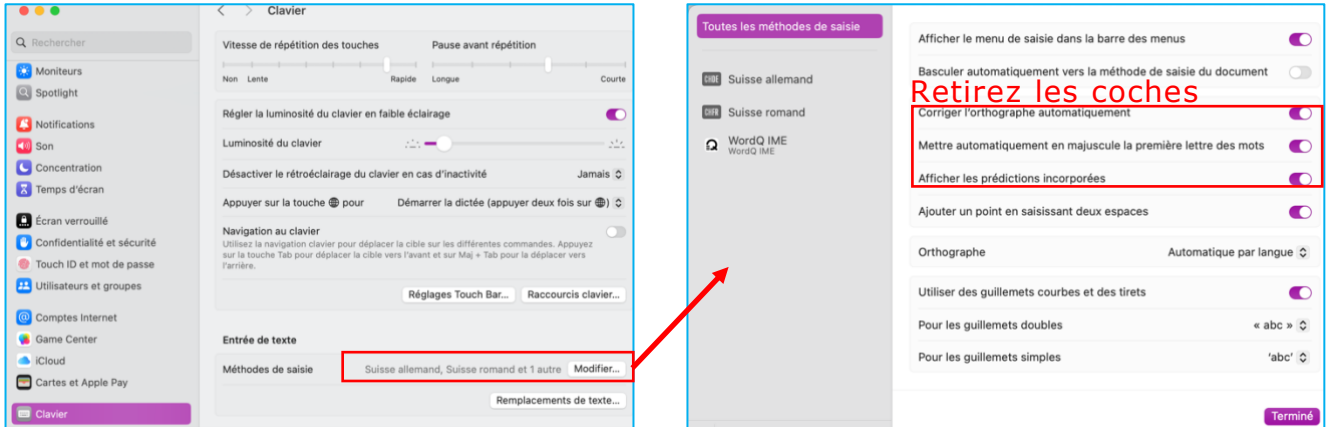 Clavier
Rechercher
Moniteurs
Spotlight
Notifications
Son
Concentration
Temps d'écran
Écran verrouillé
Confidentialité et sécurité
Touch ID et mot de passe
Utilisateurs et groupes
Comptes Internet
Game Center
iCloud
Cartes et Apple Pay
Clavier
Vitesse de répétition des touches Pause avant répétition
Non Lente Rapide Longue Courte
Régler la luminosité du clavier en faible éclairage
Luminosité du clavier
Désactiver le rétroéclairage du clavier en cas d'inactivité Jamais
Appuyer sur la touche pour Démarrer la dictée (appuyer deux fois sur )
Navigation au clavier
Utilisez la navigation clavier pour déplacer la cible sur les différentes commandes. Appuyez
sur la touche Tab pour déplacer la cible vers l'avant et sur Maj + Tab pour la déplacer vers
l'arrière.
Réglages Touch Bar... Raccourcis clavier...
Entrée de texte
Méthodes de saisie Suisse allemand, Suisse romand et 1 autre Modifier...
Remplacements de texte...
Toutes les méthodes de saisie
CHDE Suisse allemand
CHFR Suisse romand
WordQ IME
WordQ IME
Afficher le menu de saisie dans la barre des menus
Basculer automatiquement vers la méthode de saisie du document
Retirez les coches
Corriger l'orthographe automatiquement
Mettre automatiquement en majuscule la première lettre des mots
Afficher les prédictions incorporées
Ajouter un point en saisissant deux espaces
Orthographe Automatique par langue
Utiliser des guillemets courbes et des tirets
Pour les guillemets doubles « abc »
Pour les guillemets simples 'abc'
Terminé